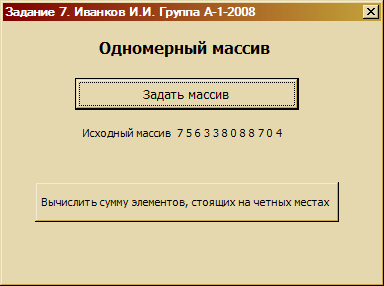 Задание 7. Иванков И.И. Группа А-1-2008
Одномерный массив
Задать массив
Исходный массив 7 5 6 3 3 8 0 8 8 7 0 4
Вычислить сумму элементов, стоящих на четных местах